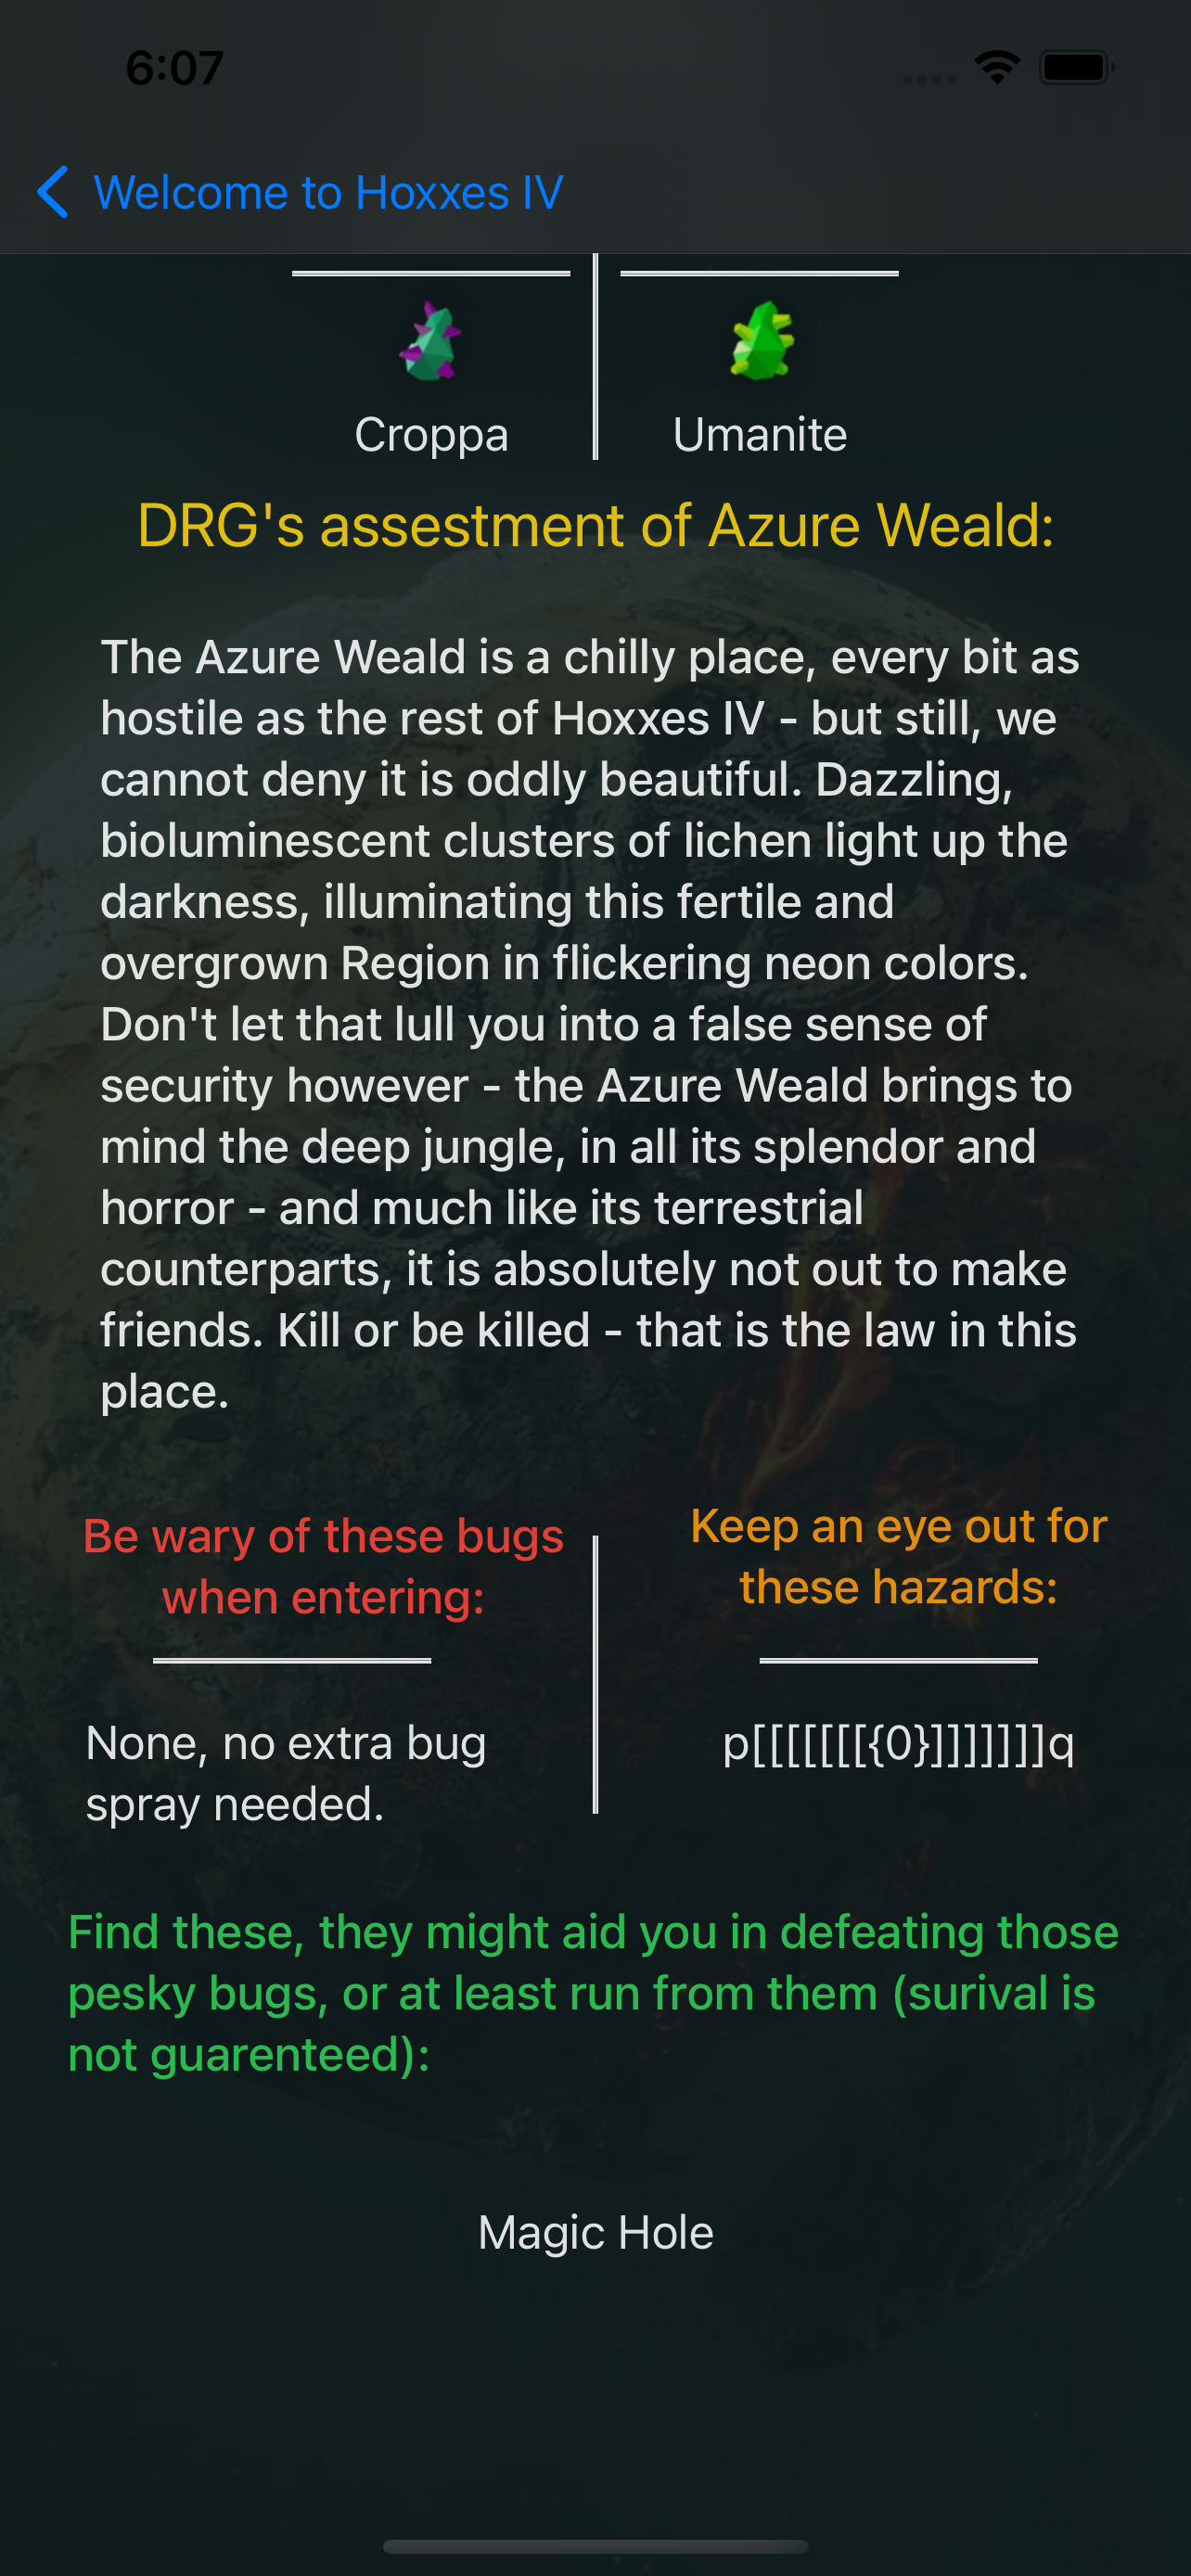 6:07
Welcome to Hoxxes IV
Croppa
Umanite
DRG's assestment of Azure Weald:
The Azure Weald is a chilly place, every bit as
hostile as the rest of Hoxxes IV - but still, we
cannot deny it is oddly beautiful. Dazzling,
bioluminescent clusters of lichen light up the
darkness, illuminating this fertile and
overgrown Region in flickering neon colors.
Don't let that lull you into a false sense of
security however - the Azure Weald brings to
mind the deep jungle, in all its splendor and
horror - and much like its terrestrial
counterparts, it is absolutely not out to make
friends. Kill or be killed - that is the law in this
place.
Be wary of these bugs
when entering:
None, no extra bug
spray needed.
Keep an eye out for
these hazards:
p[[[[[[[{0}]]]]]]]q
Find these, they might aid you in defeating those
pesky bugs, or at least run from them (surival is
not guarenteed):
Magic Hole